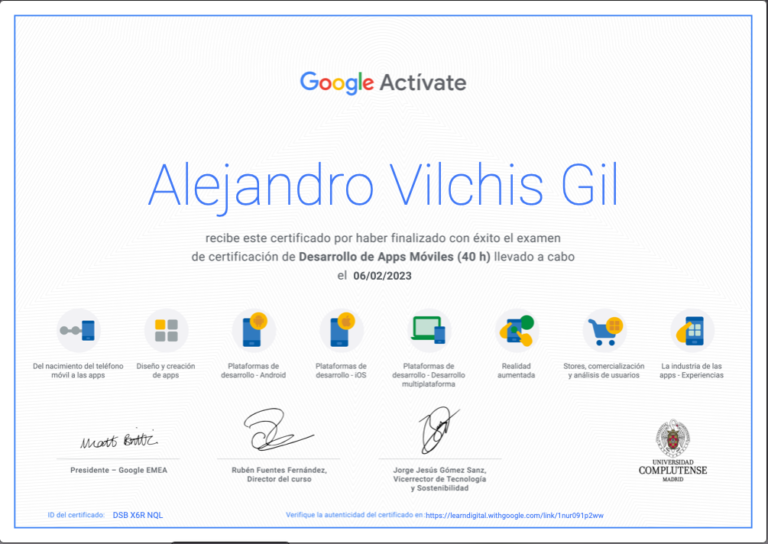 Google Actívate
Alejandro Vilchis Gil
recibe este certificado por haber finalizado con éxito el examen
de certificación de Desarrollo de Apps Móviles (40 h) llevado a cabo
el 06/02/2023
Del nacimiento del teléfono
móvil a las apps
Diseño y creación
de apps
Plataformas de
desarrollo - Android
Plataformas de
desarrollo - iOS
Plataformas de
desarrollo - Desarrollo
multiplataforma
Realidad
aumentada
Stores, comercialización
y análisis de usuarios
La industria de las
apps - Experiencias
Matt Brittin
Presidente – Google EMEA
Rubén Fuentes Fernández,
Director del curso
Jorge Jesús Gómez Sanz,
Vicerrector de Tecnología
y Sostenibilidad
UNIVERSIDAD
COMPLUTENSE
MADRID
ID del certificado: DSB X6R NQL
Verifique la autenticidad del certificado en: https://learndigital.withgoogle.com/link/1nur091p2ww